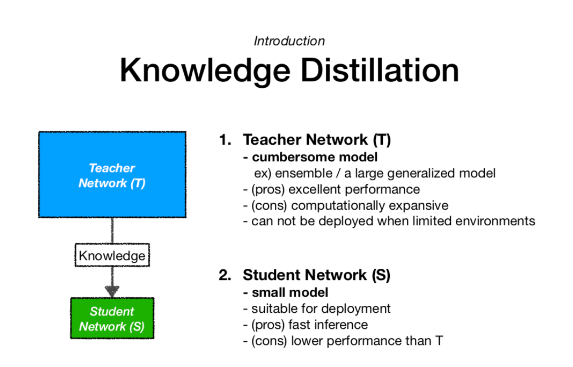 Introduction
Knowledge Distillation
Teacher
Network (T)
Knowledge
Student
Network (S)
1. Teacher Network (T)
- cumbersome model
ex) ensemble / a large generalized model
- (pros) excellent performance
- (cons) computationally expansive
- can not be deployed when limited environments
2. Student Network (S)
- small model
- suitable for deployment
- (pros) fast inference
- (cons) lower performance than T